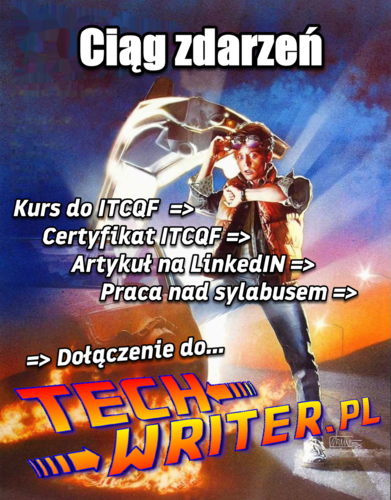 Ciąg zdarzeń
Kurs do ITCQF =>
Certyfikat ITCQF =>
Artykuł na LinkedIN =>
Praca nad sylabusem =>
=> Dołączenie do...
TECH
WRITER.PL